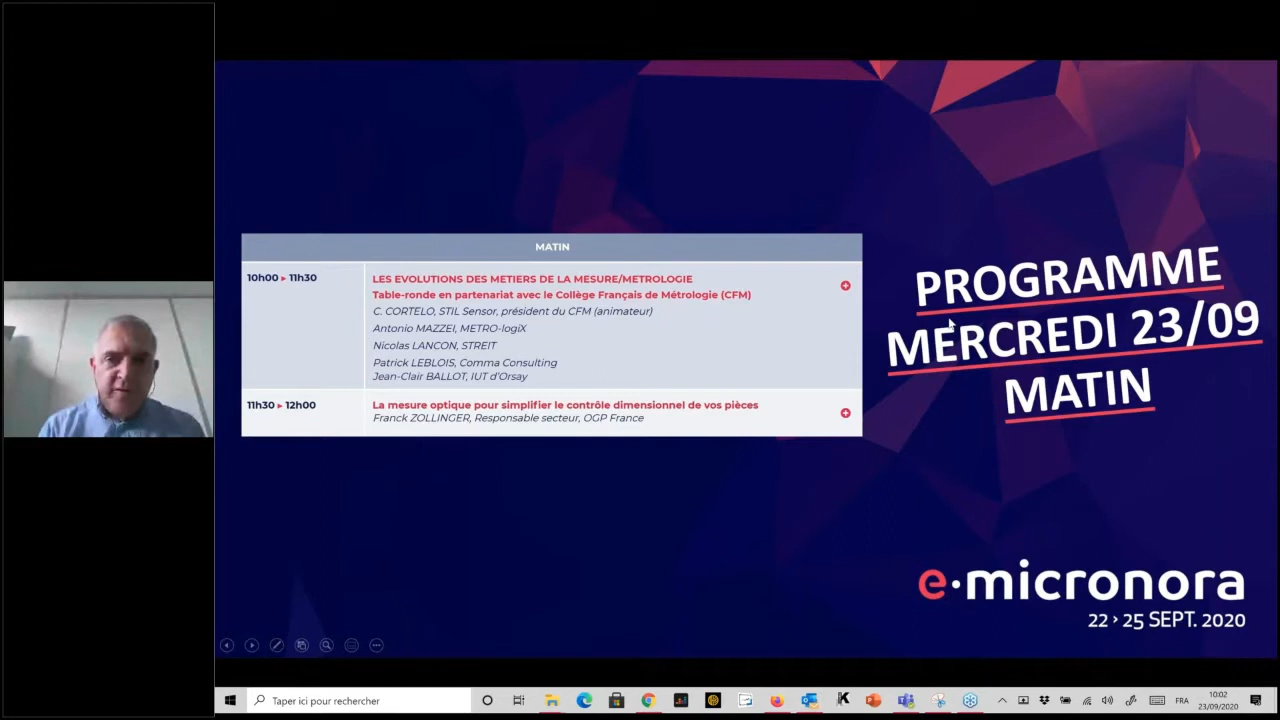 MATIN
10h00 ▸ 11h30
LES EVOLUTIONS DES METIERS DE LA MESURE/METROLOGIE
Table-ronde en partenariat avec le Collège Français de Métrologie (CFM)
C. CORTELO, STIL Sensor, président du CFM (animateur)
Antonio MAZZEI, METRO-logiX
Nicolas LANCON, STREIT
Patrick LEBLOIS, Comma Consulting
Jean-Clair BALLOT, IUT d'Orsay
11h30 ▸ 12h00
La mesure optique pour simplifier le contrôle dimensionnel de vos pièces
Franck ZOLLINGER, Responsable secteur, OGP France
PROGRAMME
MERCREDI 23/09
MATIN
e·micronora
22 › 25 SEPT. 2020
Taper ici pour rechercher
FRA
10:02
23/09/2020